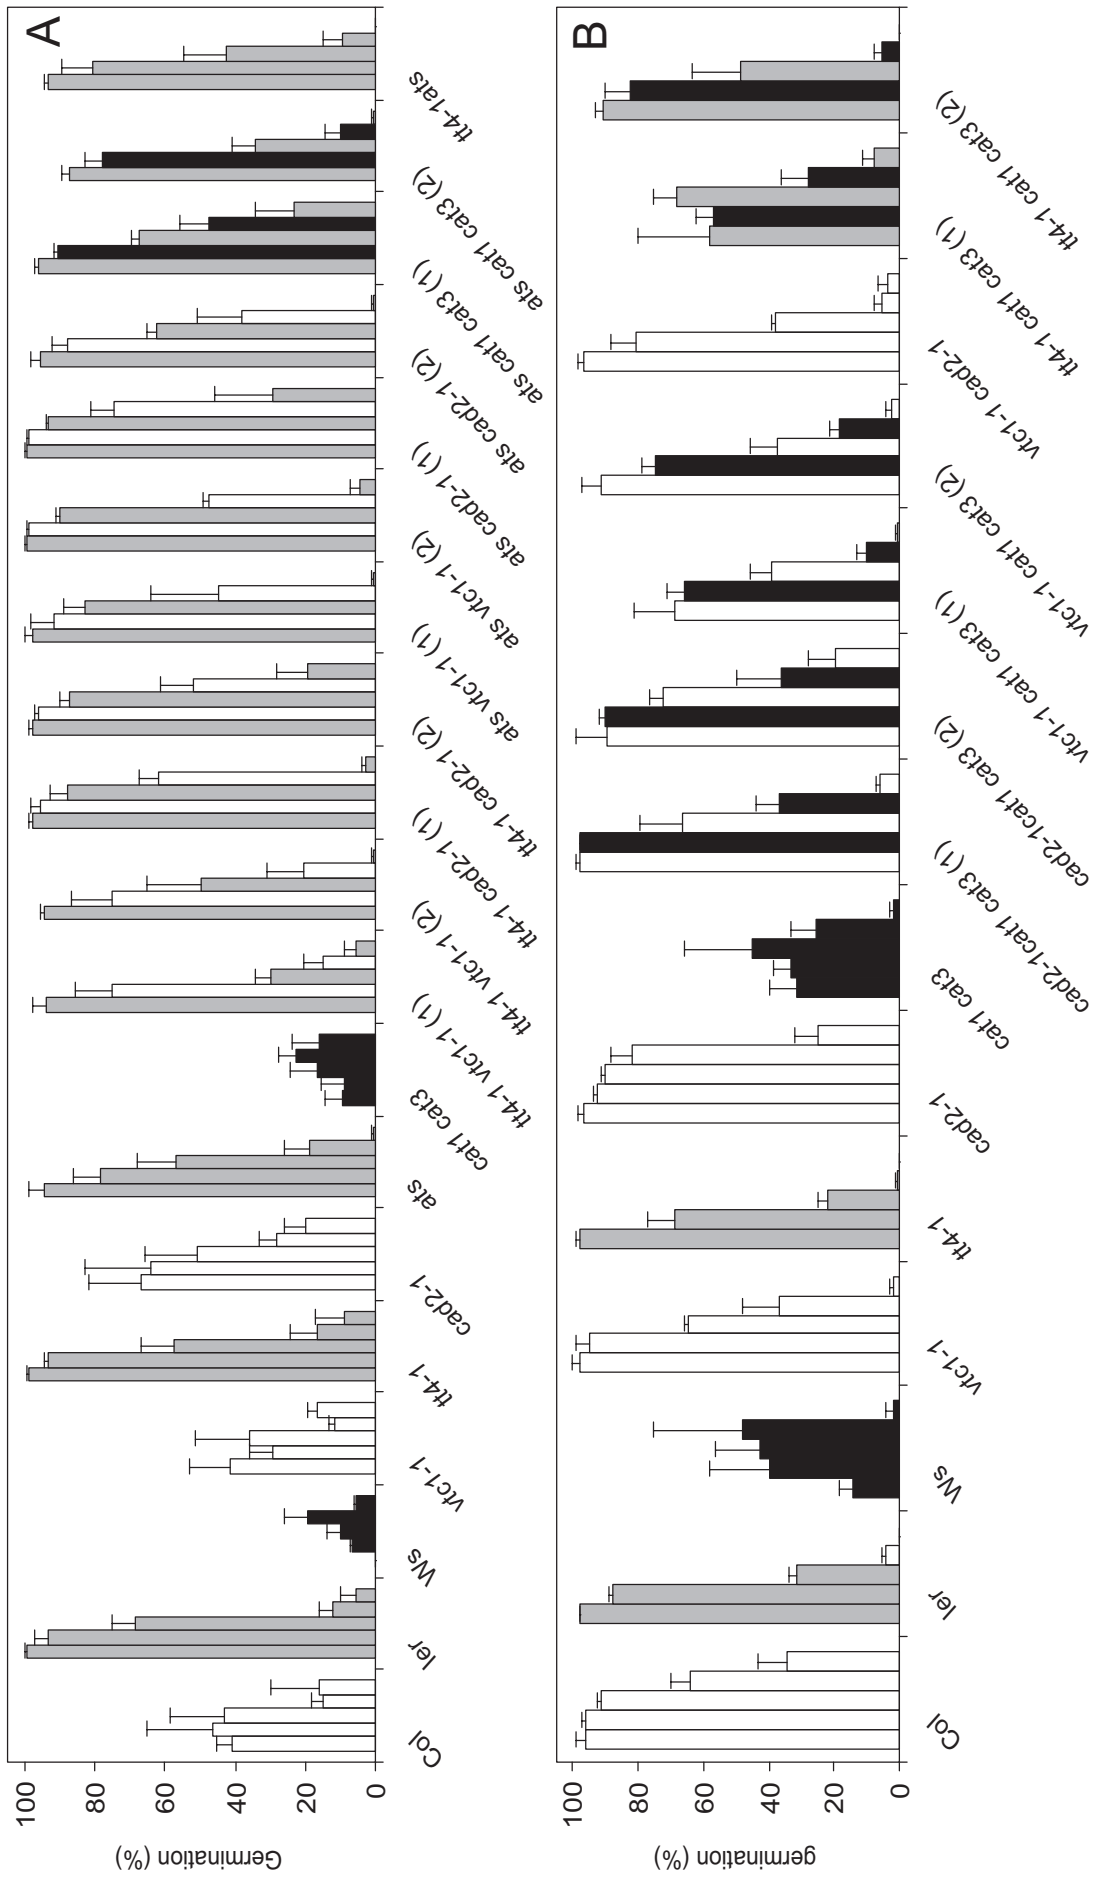 A
Germination (%)
100
80
60
40
20
0
Col
ler
Ws
vtc1-1
tt4-1
cad2-1
ats
cat1 cat3
tt4-1 vtc1-1 (1)
tt4-1 vtc1-1 (2)
tt4-1 cad2-1 (1)
tt4-1 cad2-1 (2)
ats vtc1-1 (1)
ats vtc1-1 (2)
ats cad2-1 (1)
ats cad2-1 (2)
ats cat1 cat3 (1)
ats cat1 cat3 (2)
tt4-1ats
B
germination (%)
100
80
60
40
20
0
Col
ler
Ws
vtc1-1
tt4-1
cad2-1
cat1 cat3
cad2-1cat1 cat3 (1)
cad2-1cat1 cat3 (2)
vtc1-1 cat1 cat3 (1)
vtc1-1 cat1 cat3 (2)
vtc1-1 cad2-1
tt4-1 cat1 cat3 (1)
tt4-1 cat1 cat3 (2)